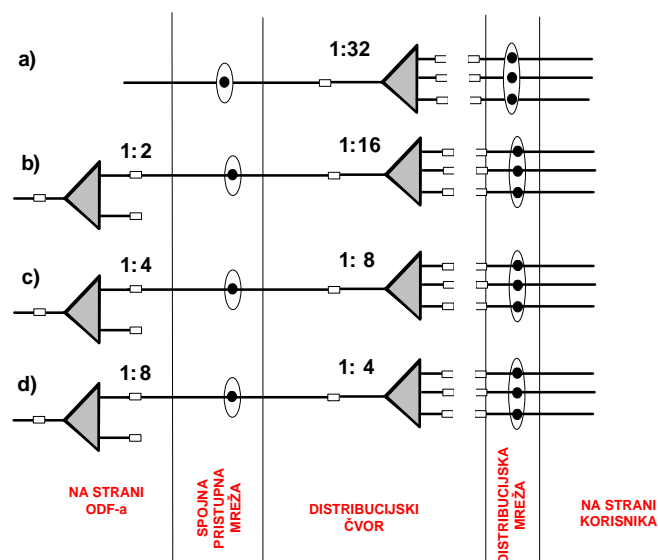 a)
1:32
b)
1:2
1:16
c)
1:4
1: 8
d)
1:8
1: 4
NA STRANI
ODF-a
SPOJNA
PRISTUPNA
MREŽA
DISTRIBUCIJSKI
ČVOR
DISTRIBUCIJSKA
MREŽA
NA STRANI
KORISNIKA